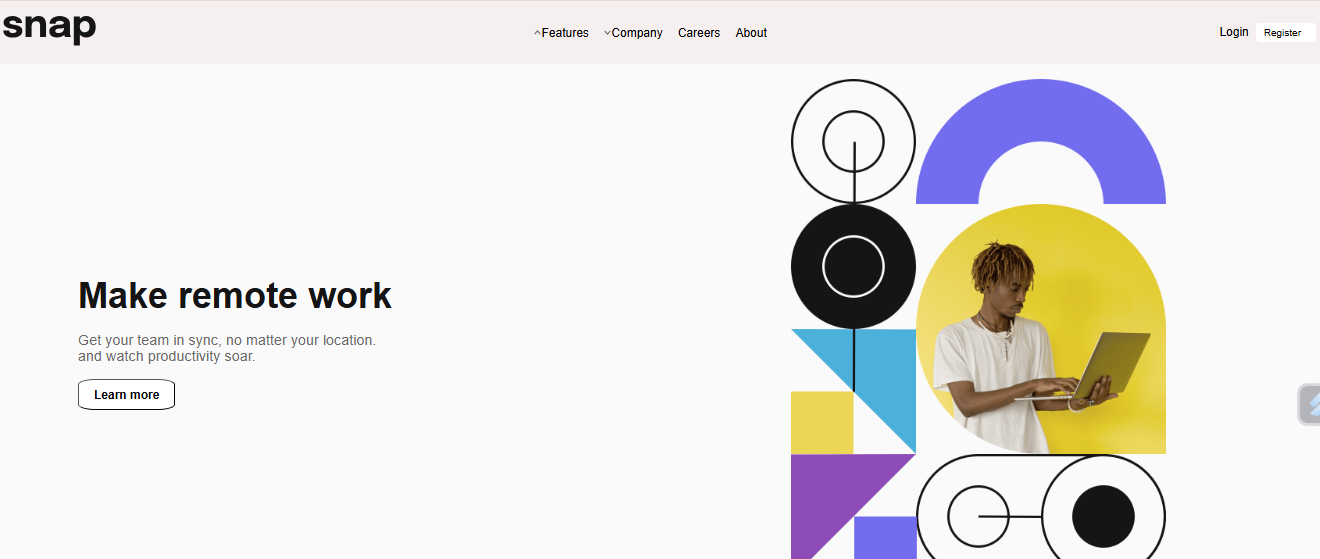 snap
Features
Company
Careers
About
Login
Register
Make remote work
Get your team in sync, no matter your location.
and watch productivity soar.
Learn more